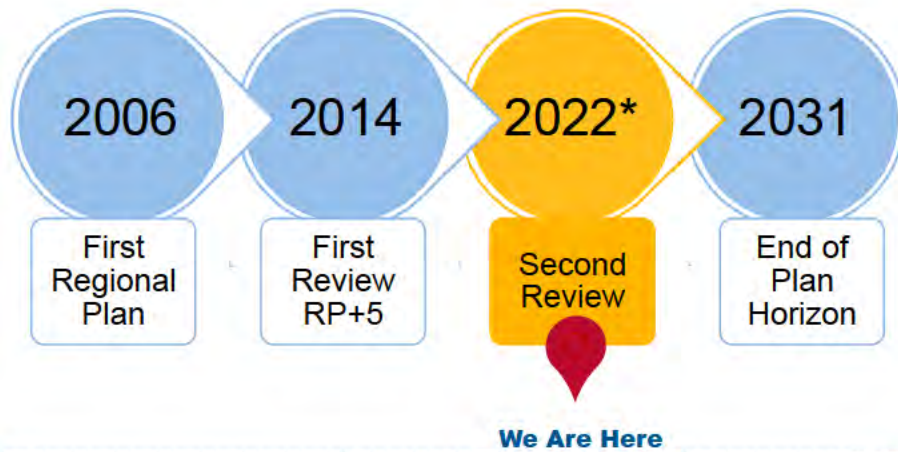 2006
2014
2022*
2031
First
Regional
Plan
First
Review
RP+5
Second
Review
End of
Plan
Horizon
We Are Here